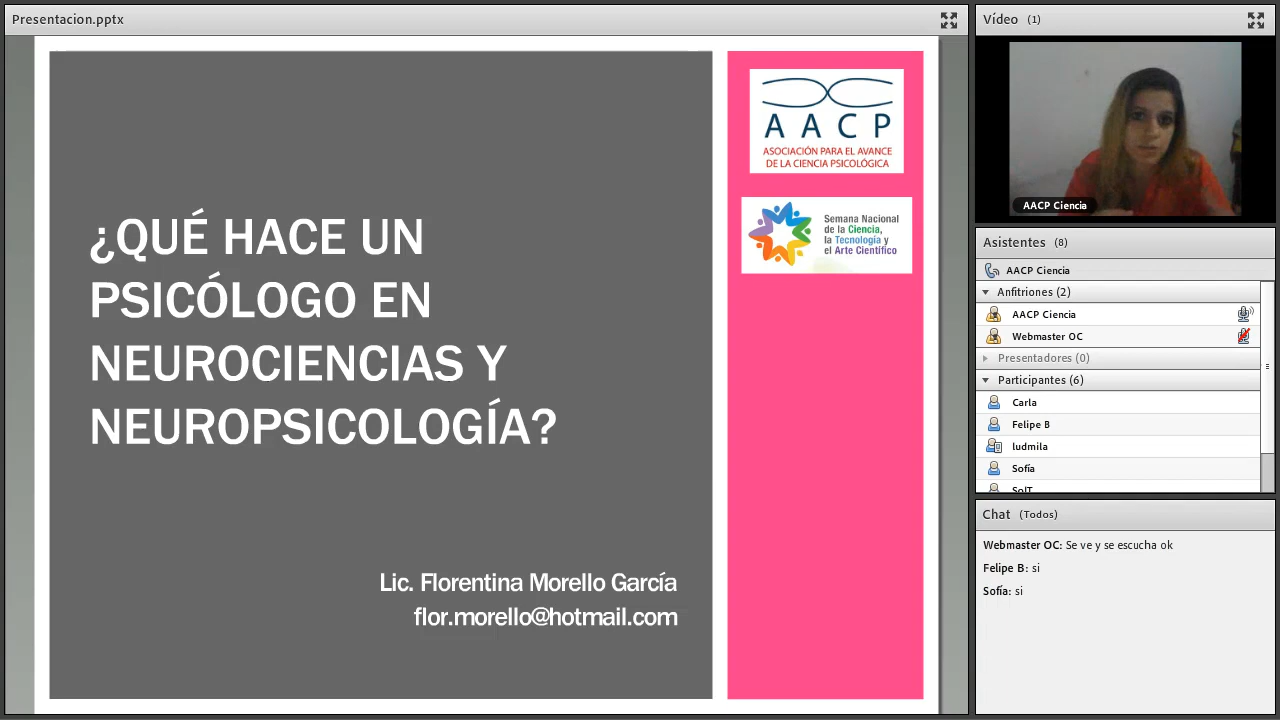 Presentacion.pptx
¿QUÉ HACE UN
PSICÓLOGO EN
NEUROCIENCIAS Y
NEUROPSICOLOGÍA?
Lic. Florentina Morello García
flor.morello@hotmail.com
AACP
ASOCIACIÓN PARA EL AVANCE
DE LA CIENCIA PSICOLÓGICA
Semana Nacional
de la Ciencia,
la Tecnología y
el Arte Científico
Vídeo (1)
AACP Ciencia
Asistentes (8)
AACP Ciencia
Anfitriones (2)
AACP Ciencia
Webmaster OC
Presentadores (0)
Participantes (6)
Carla
Felipe B
ludmila
Sofía
SolT
Chat (Todos)
Webmaster OC: Se ve y se escucha ok
Felipe B: si
Sofía: si